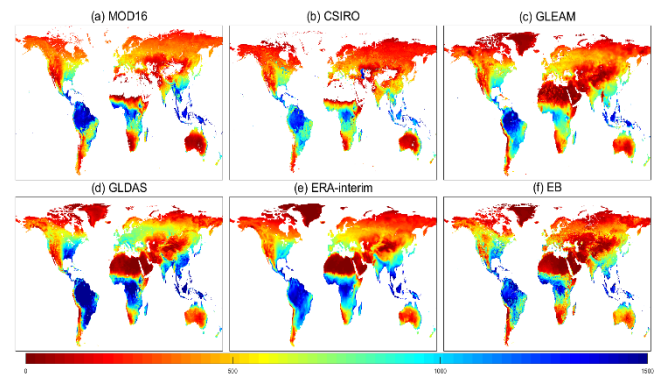 (a) MOD16
(b) CSIRO
(c) GLEAM
(d) GLDAS
(e) ERA-interim
(f) EB
0 500 1000 1500